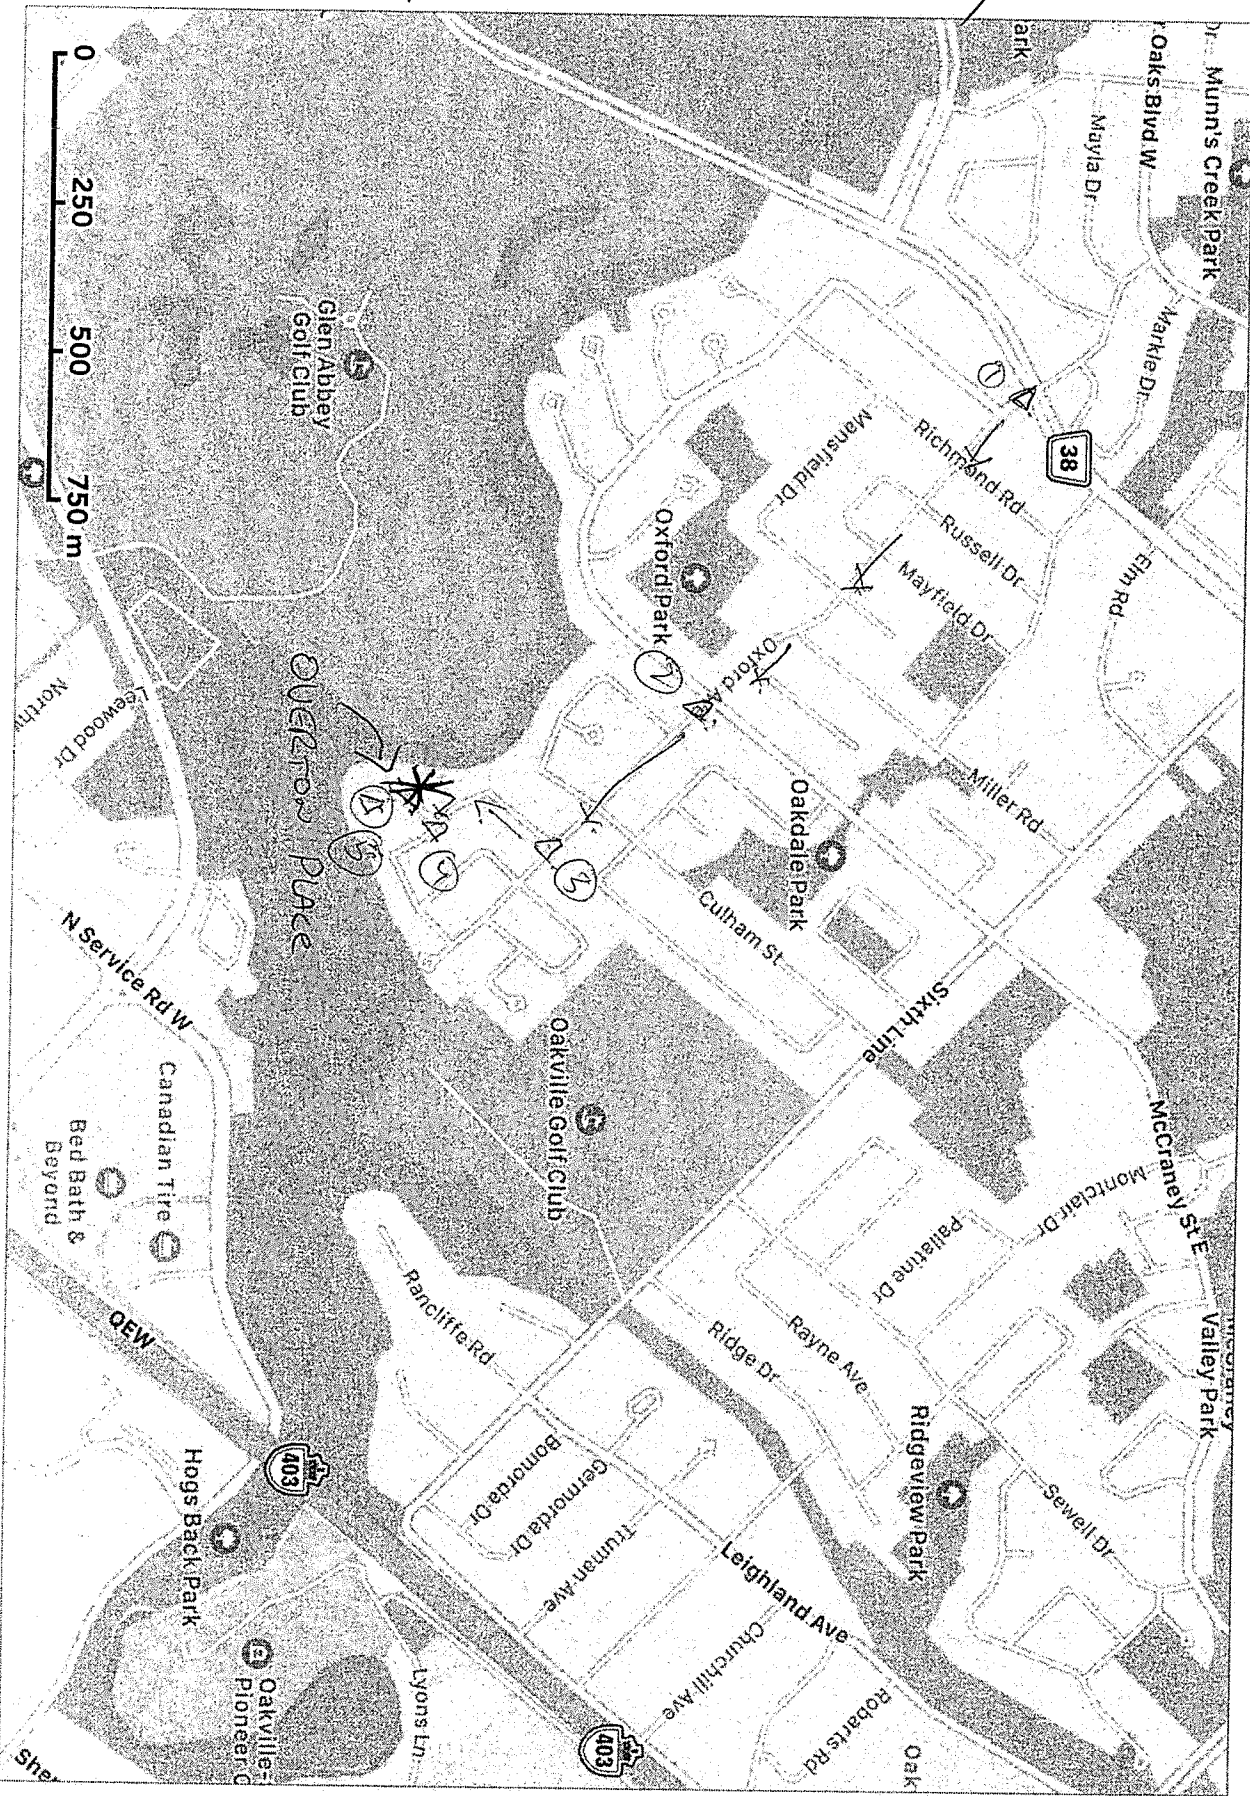 0
250
500
750 m
Munn's Creek Park
Oaks Blvd W
Mayla Dr
Markle Dr
38
Elm Rd
Richmond Rd
Russell Dr
Mayfield Dr
Mansfield Dr
Oxford Park
Oxford A
Miller Rd
Oakdale Park
Culham St
Sixth Line
McCraney St E
Montclair Dr
Pallatine Dr
Rayne Ave
Ridge Dr
Valley Park
Ridgeview Park
Sewell Dr
Glen Abbey
Golf Club
Oakville Golf Club
Leewood Dr
N Service Rd W
Canadian Tire
Bed Bath &
Beyond
QEW
403
Rancliffe Rd
Bomorda Dr
Germorda Dr
Truman Ave
Leighland Ave
Churchill Ave
Robarts Rd
Oak
Hogs Back Park
Oakville
Pioneer
Lyons Ln
403
1
2
3
4
5
OVERTON PLACE